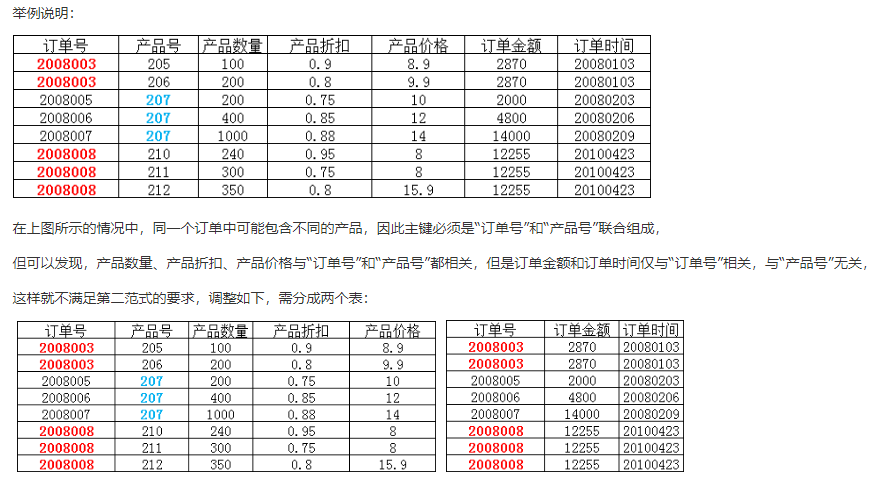 举例说明：
订单号 产品号 产品数量 产品折扣 产品价格 订单金额 订单时间
2008003 205 100 0.9 8.9 2870 20080103
2008003 206 200 0.8 9.9 2870 20080103
2008005 207 200 0.75 10 2000 20080203
2008006 207 400 0.85 12 4800 20080206
2008007 207 1000 0.88 14 14000 20080209
2008008 210 240 0.95 8 12255 20100423
2008008 211 300 0.75 8 12255 20100423
2008008 212 350 0.8 15.9 12255 20100423
在上图所示的情况中，同一个订单中可能包含不同的产品，因此主键必须是“订单号”和“产品号”联合组成，
但可以发现，产品数量、产品折扣、产品价格与“订单号”和“产品号”都相关，但是订单金额和订单时间仅与“订单号”相关，与“产品号”无关，
这样就不满足第二范式的要求，调整如下，需分成两个表：
订单号 产品号 产品数量 产品折扣 产品价格
2008003 205 100 0.9 8.9
2008003 206 200 0.8 9.9
2008005 207 200 0.75 10
2008006 207 400 0.85 12
2008007 207 1000 0.88 14
2008008 210 240 0.95 8
2008008 211 300 0.75 8
2008008 212 350 0.8 15.9
订单号 订单金额 订单时间
2008003 2870 20080103
2008003 2870 20080103
2008005 2000 20080203
2008006 4800 20080206
2008007 14000 20080209
2008008 12255 20100423
2008008 12255 20100423
2008008 12255 20100423